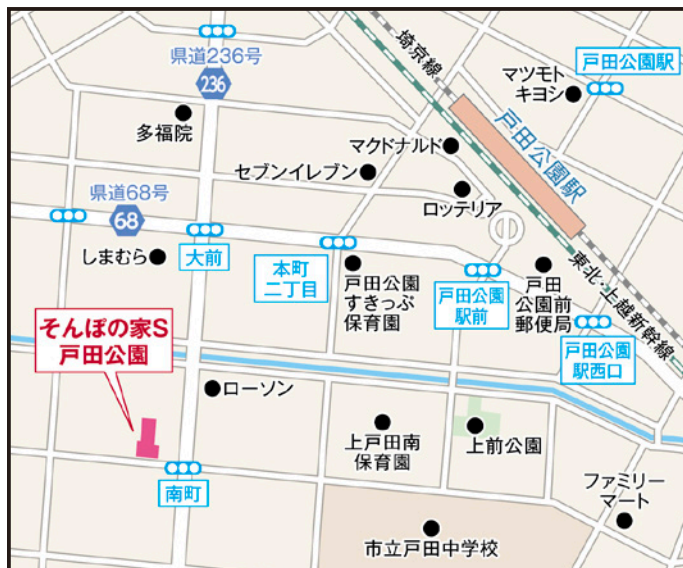 県道236号
236
埼京線
戸田公園駅
マツモト
キヨシ
多福院
マクドナルド
戸田公園駅
セブンイレブン
県道68号
68
ロッテリア
しまむら
大前
本町
二丁目
戸田公園
すきっぷ
保育園
戸田公園
駅前
戸田
公園前
郵便局
東北・上越新幹線
戸田公園
駅西口
そんぽの家S
戸田公園
ローソン
上戸田南
保育園
上前公園
南町
ファミリー
マート
市立戸田中学校